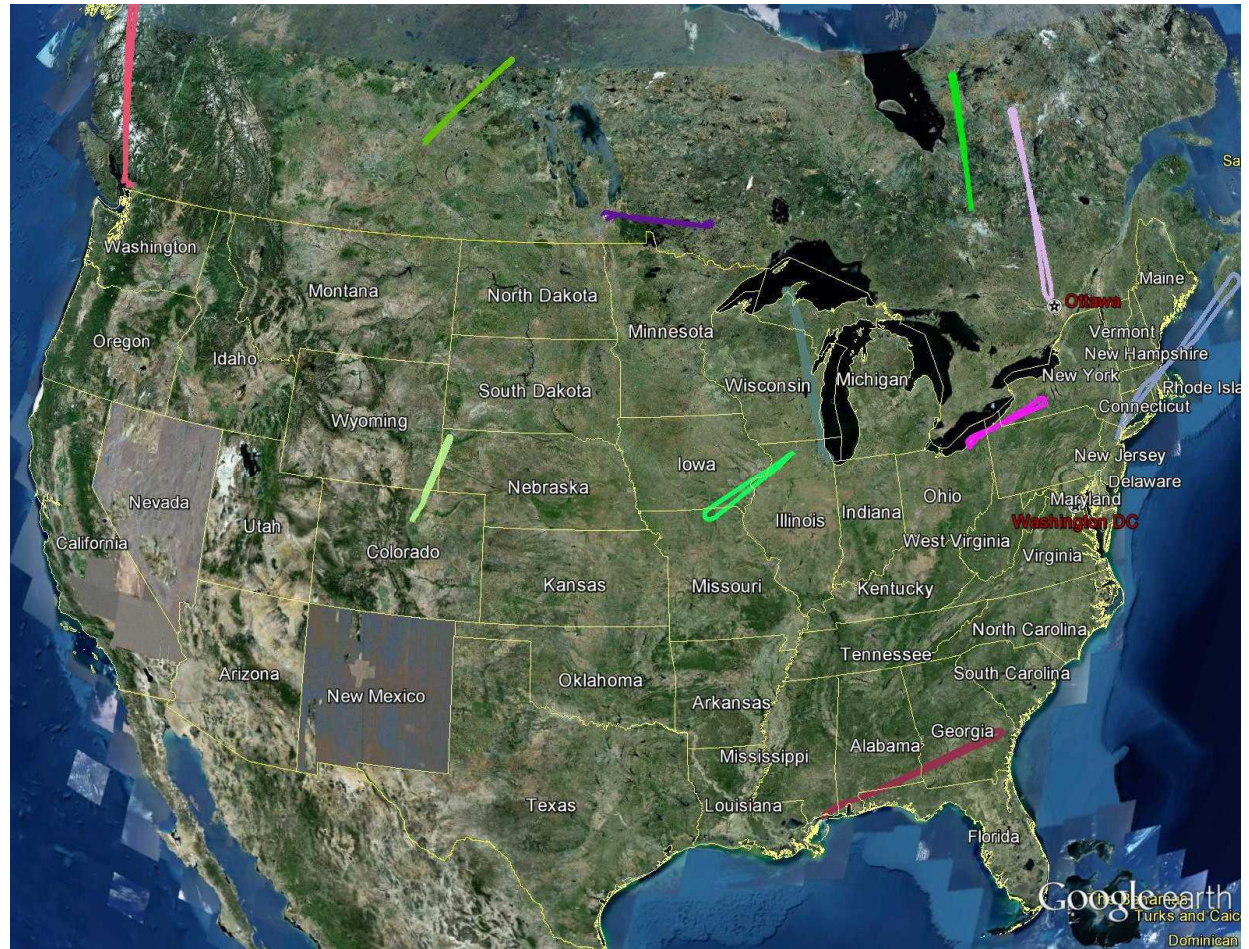 Sa
Washington
Montana
North Dakota
Maine
Ottawa
Minnesota
Vermont
Oregon
Idaho
New Hampshire
South Dakota
Wisconsin
Michigan
New York
Rhode Isla
Connecticut
Wyoming
Iowa
New Jersey
Nebraska
Delaware
Nevada
Ohio
Maryland
Utah
Illinois
Indiana
Washington DC
California
Colorado
West Virginia
Virginia
Kansas
Missouri
Kentucky
North Carolina
Tennessee
Arizona
Oklahoma
South Carolina
New Mexico
Arkansas
Georgia
Alabama
Mississippi
Texas
Louisiana
Florida
Google earth
The Bahamas
Turks and Caic
Dominican